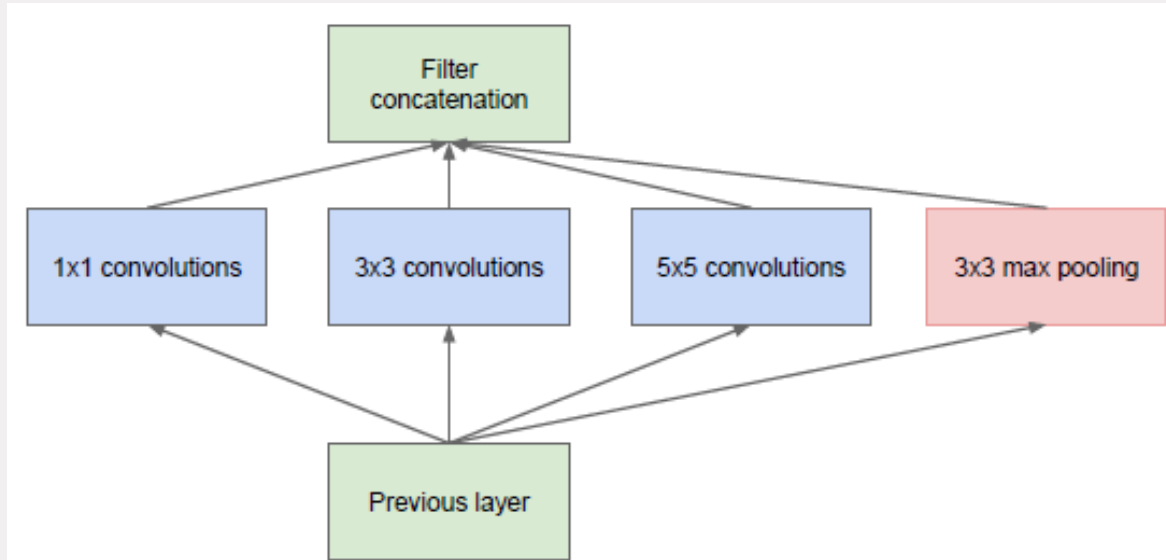 Filter
concatenation
1x1 convolutions
3x3 convolutions
5x5 convolutions
3x3 max pooling
Previous layer